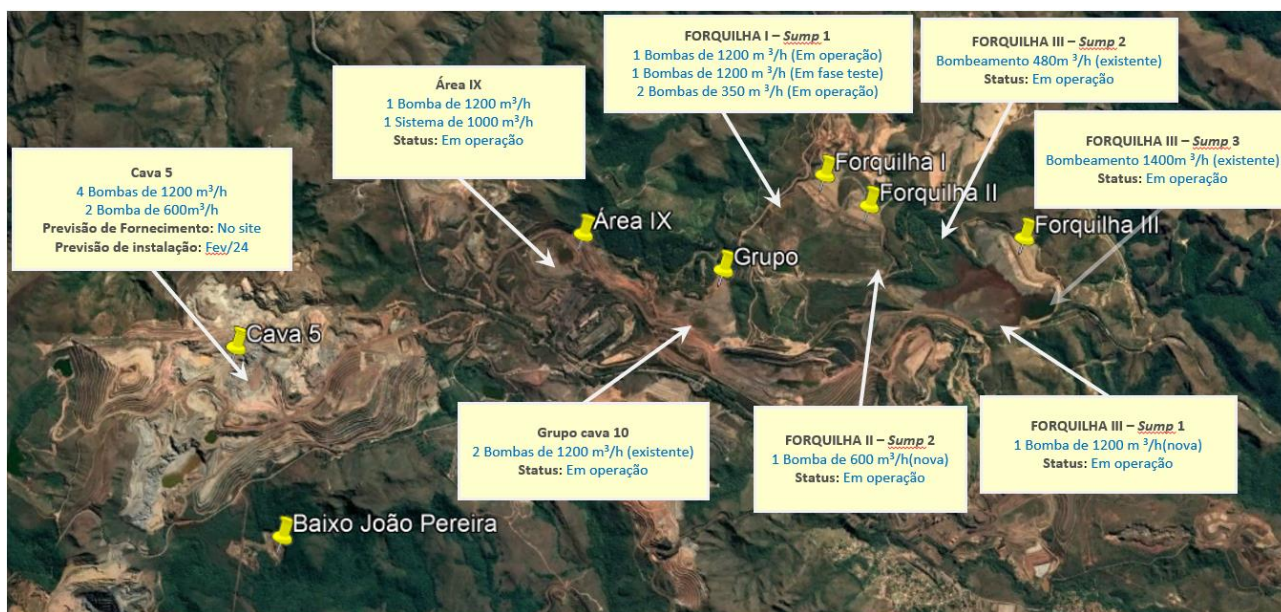 FORQUILHA I – Sump 1
1 Bombas de 1200 m³/h (Em operação)
1 Bombas de 1200 m³/h (Em fase teste)
2 Bombas de 350 m³/h (Em operação)
FORQUILHA III – Sump 2
Bombeamento 480m ³/h (existente)
Status: Em operação
Área IX
1 Bomba de 1200 m³/h
1 Sistema de 1000 m³/h
Status: Em operação
FORQUILHA III – Sump 3
Bombeamento 1400m ³/h (existente)
Status: Em operação
Cava 5
4 Bombas de 1200 m³/h
2 Bomba de 600m³/h
Previsão de Fornecimento: No site
Previsão de instalação: Fev/24
Forquilha I
Forquilha II
Área IX
Forquilha III
Grupo
Cava 5
Grupo cava 10
2 Bombas de 1200 m³/h (existente)
Status: Em operação
FORQUILHA II – Sump 2
1 Bomba de 600 m³/h(nova)
Status: Em operação
FORQUILHA III – Sump 1
1 Bomba de 1200 m ³/h(nova)
Status: Em operação
Baixo João Pereira